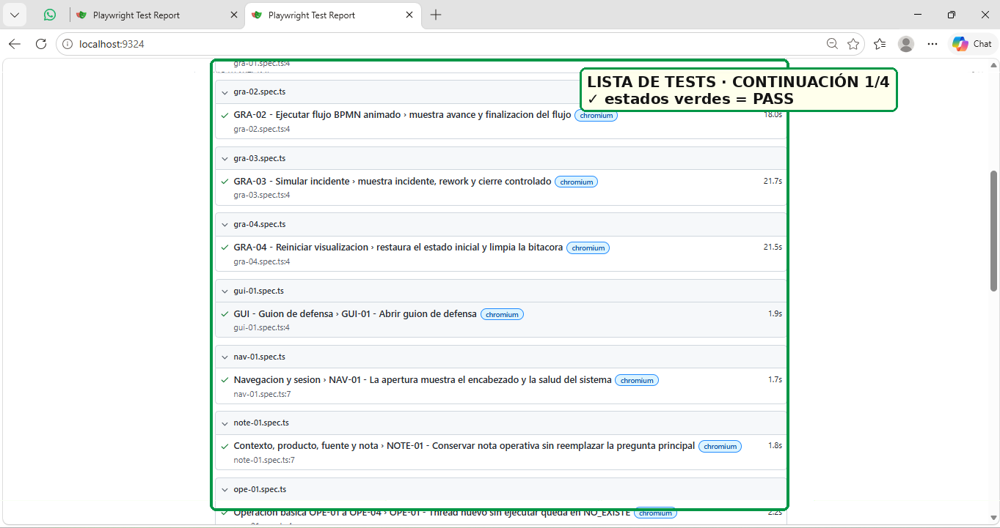 Playwright Test Report
Playwright Test Report
localhost:9324
Chat
gra-01.spec.ts:4
LISTA DE TESTS · CONTINUACIÓN 1/4
✓ estados verdes = PASS
gra-02.spec.ts
GRA-02 - Ejecutar flujo BPMN animado › muestra avance y finalizacion del flujo chromium 18.0s
gra-02.spec.ts:4
gra-03.spec.ts
GRA-03 - Simular incidente › muestra incidente, rework y cierre controlado chromium 21.7s
gra-03.spec.ts:4
gra-04.spec.ts
GRA-04 - Reiniciar visualizacion › restaura el estado inicial y limpia la bitacora chromium 21.5s
gra-04.spec.ts:4
gui-01.spec.ts
GUI - Guion de defensa › GUI-01 - Abrir guion de defensa chromium 1.9s
gui-01.spec.ts:4
nav-01.spec.ts
Navegacion y sesion › NAV-01 - La apertura muestra el encabezado y la salud del sistema chromium 1.7s
nav-01.spec.ts:7
note-01.spec.ts
Contexto, producto, fuente y nota › NOTE-01 - Conservar nota operativa sin reemplazar la pregunta principal chromium 1.8s
note-01.spec.ts:7
ope-01.spec.ts
Operacion basica OPE-01 a OPE-04 › OPE-01 - Thread nuevo sin ejecutar queda en NO_EXISTE chromium 2.2s